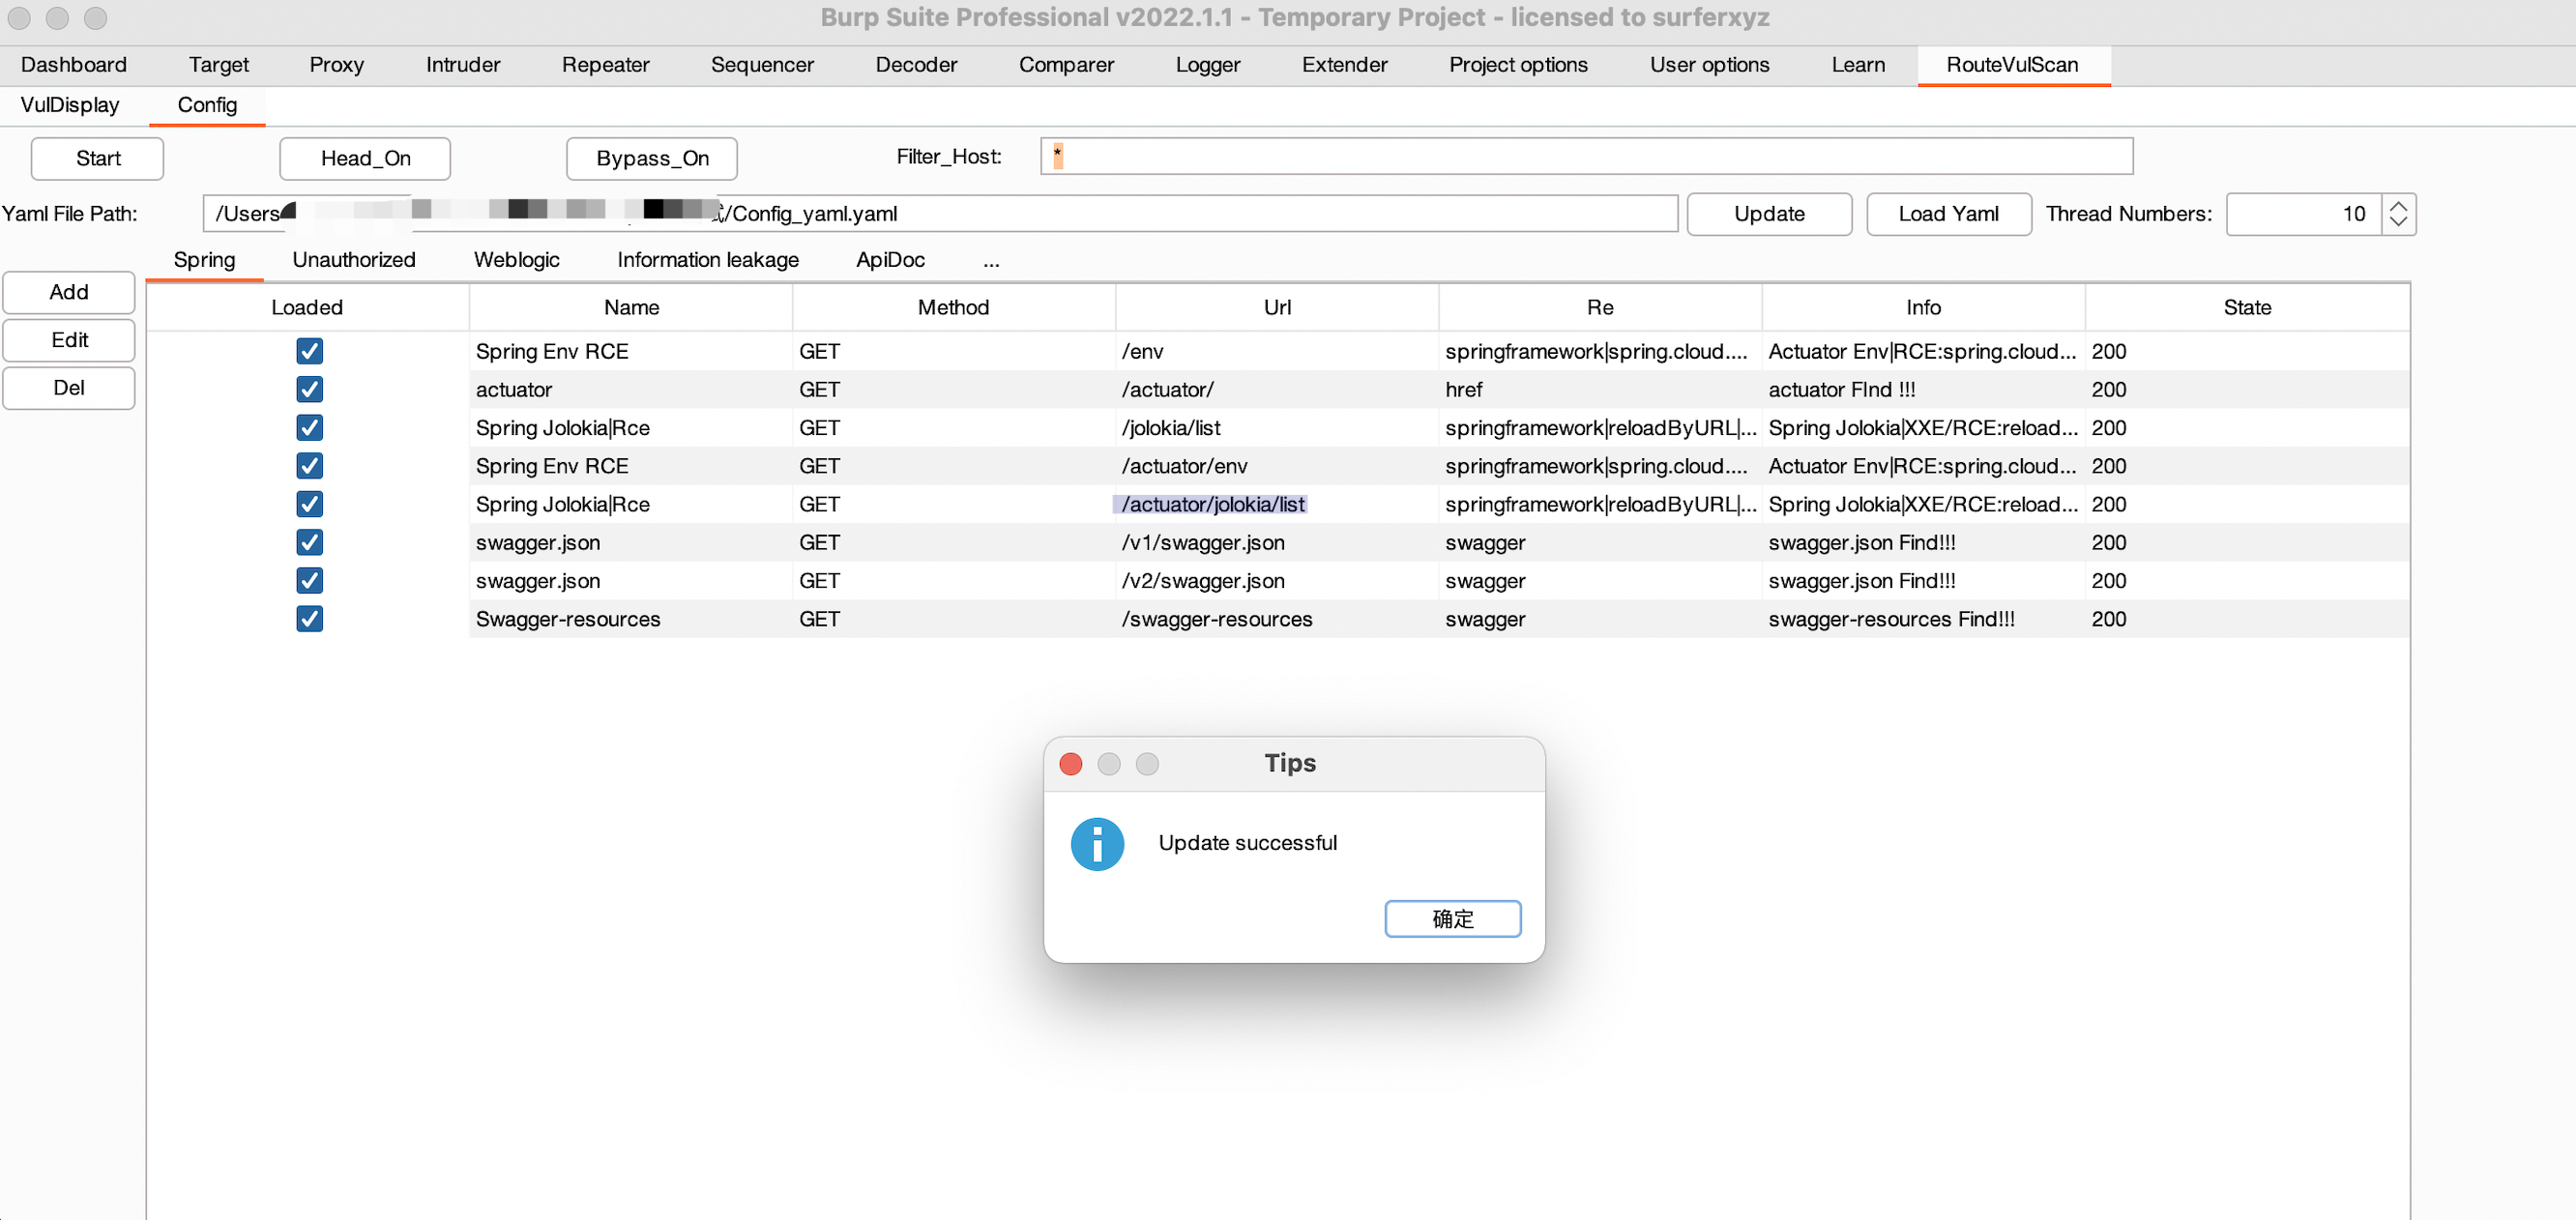 Burp Suite Professional v2022.1.1 - Temporary Project - licensed to surferxyz
Dashboard Target Proxy Intruder Repeater Sequencer Decoder Comparer Logger Extender Project options User options Learn RouteVulScan
VulDisplay Config
Start Head_On Bypass_On Filter_Host: *
Yaml File Path: /Users /Config_yaml.yaml Update Load Yaml Thread Numbers: 10
Spring Unauthorized Weblogic Information leakage ApiDoc ...
Add
Edit
Del
Loaded Name Method Url Re Info State
Spring Env RCE GET /env springframework|spring.cloud.... Actuator Env|RCE:spring.cloud... 200
actuator GET /actuator/ href actuator FInd !!! 200
Spring Jolokia|Rce GET /jolokia/list springframework|reloadByURL|... Spring Jolokia|XXE/RCE:reload... 200
Spring Env RCE GET /actuator/env springframework|spring.cloud.... Actuator Env|RCE:spring.cloud... 200
Spring Jolokia|Rce GET /actuator/jolokia/list springframework|reloadByURL|... Spring Jolokia|XXE/RCE:reload... 200
swagger.json GET /v1/swagger.json swagger swagger.json Find!!! 200
swagger.json GET /v2/swagger.json swagger swagger.json Find!!! 200
Swagger-resources GET /swagger-resources swagger swagger-resources Find!!! 200
Tips
Update successful
确定